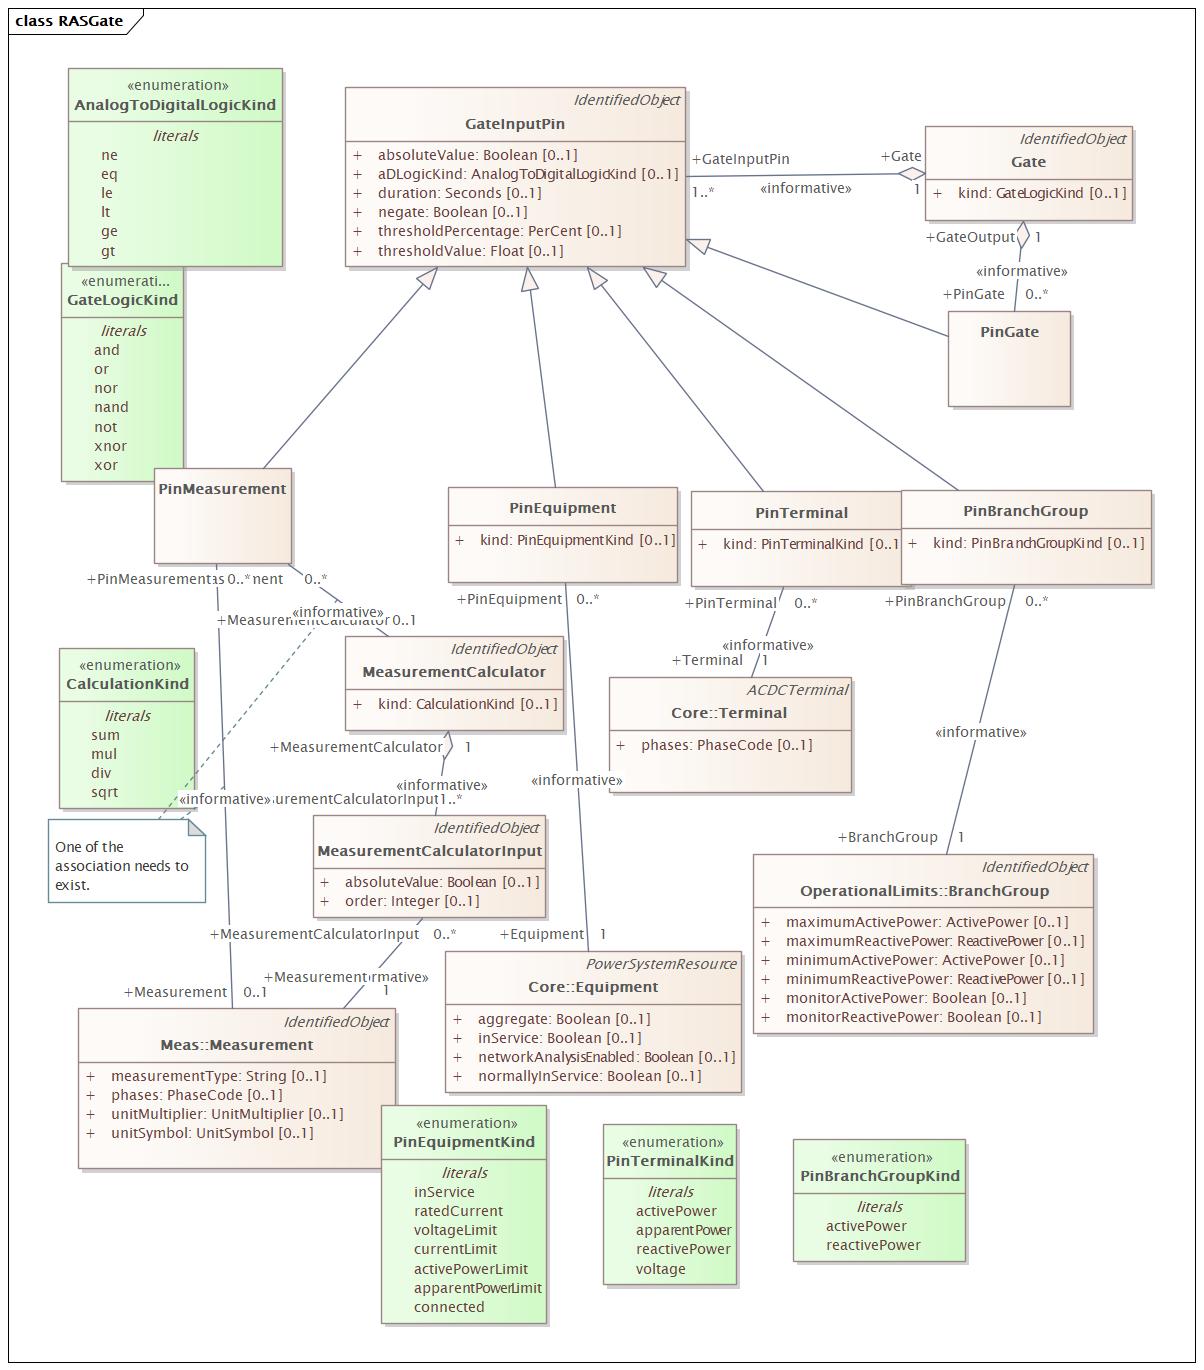 class RASGate
«enumeration»
AnalogToDigitalLogicKind
literals
ne
eq
le
lt
ge
gt
«enumerati...
GateLogicKind
literals
and
or
nor
nand
not
xnor
xor
IdentifiedObject
GateInputPin
+ absoluteValue: Boolean [0..1]
+ aDLogicKind: AnalogToDigitalLogicKind [0..1]
+ duration: Seconds [0..1]
+ negate: Boolean [0..1]
+ thresholdPercentage: PerCent [0..1]
+ thresholdValue: Float [0..1]
+GateInputPin
1..*
«informative»
+Gate
1
IdentifiedObject
Gate
+ kind: GateLogicKind [0..1]
+GateOutput 1
«informative»
+PinGate 0..*
PinGate
PinMeasurement
PinEquipment
+ kind: PinEquipmentKind [0..1]
PinTerminal
+ kind: PinTerminalKind [0..1
PinBranchGroup
+ kind: PinBranchGroupKind [0..1]
+PinMeasurement 0..* 0..*
«informative»
+MeasurementCalculator 0..1
+PinEquipment 0..*
+PinTerminal 0..*
+PinBranchGroup 0..*
«informative»
+Terminal 1
«enumeration»
CalculationKind
literals
sum
mul
div
sqrt
IdentifiedObject
MeasurementCalculator
+ kind: CalculationKind [0..1]
+MeasurementCalculator 1
«informative»
«informative» urementCalculatorInput 1..*
«informative»
ACDCTerminal
Core::Terminal
+ phases: PhaseCode [0..1]
«informative»
One of the
association needs to
exist.
IdentifiedObject
MeasurementCalculatorInput
+ absoluteValue: Boolean [0..1]
+ order: Integer [0..1]
+MeasurementCalculatorInput 0..*
+Equipment 1
+BranchGroup 1
+Measurement rmative»
1
+Measurement 0..1
IdentifiedObject
Meas::Measurement
+ measurementType: String [0..1]
+ phases: PhaseCode [0..1]
+ unitMultiplier: UnitMultiplier [0..1]
+ unitSymbol: UnitSymbol [0..1]
PowerSystemResource
Core::Equipment
+ aggregate: Boolean [0..1]
+ inService: Boolean [0..1]
+ networkAnalysisEnabled: Boolean [0..1]
+ normallyInService: Boolean [0..1]
IdentifiedObject
OperationalLimits::BranchGroup
+ maximumActivePower: ActivePower [0..1]
+ maximumReactivePower: ReactivePower [0..1]
+ minimumActivePower: ActivePower [0..1]
+ minimumReactivePower: ReactivePower [0..1]
+ monitorActivePower: Boolean [0..1]
+ monitorReactivePower: Boolean [0..1]
«enumeration»
PinEquipmentKind
literals
inService
ratedCurrent
voltageLimit
currentLimit
activePowerLimit
apparentPowerLimit
connected
«enumeration»
PinTerminalKind
literals
activePower
apparentPower
reactivePower
voltage
«enumeration»
PinBranchGroupKind
literals
activePower
reactivePower